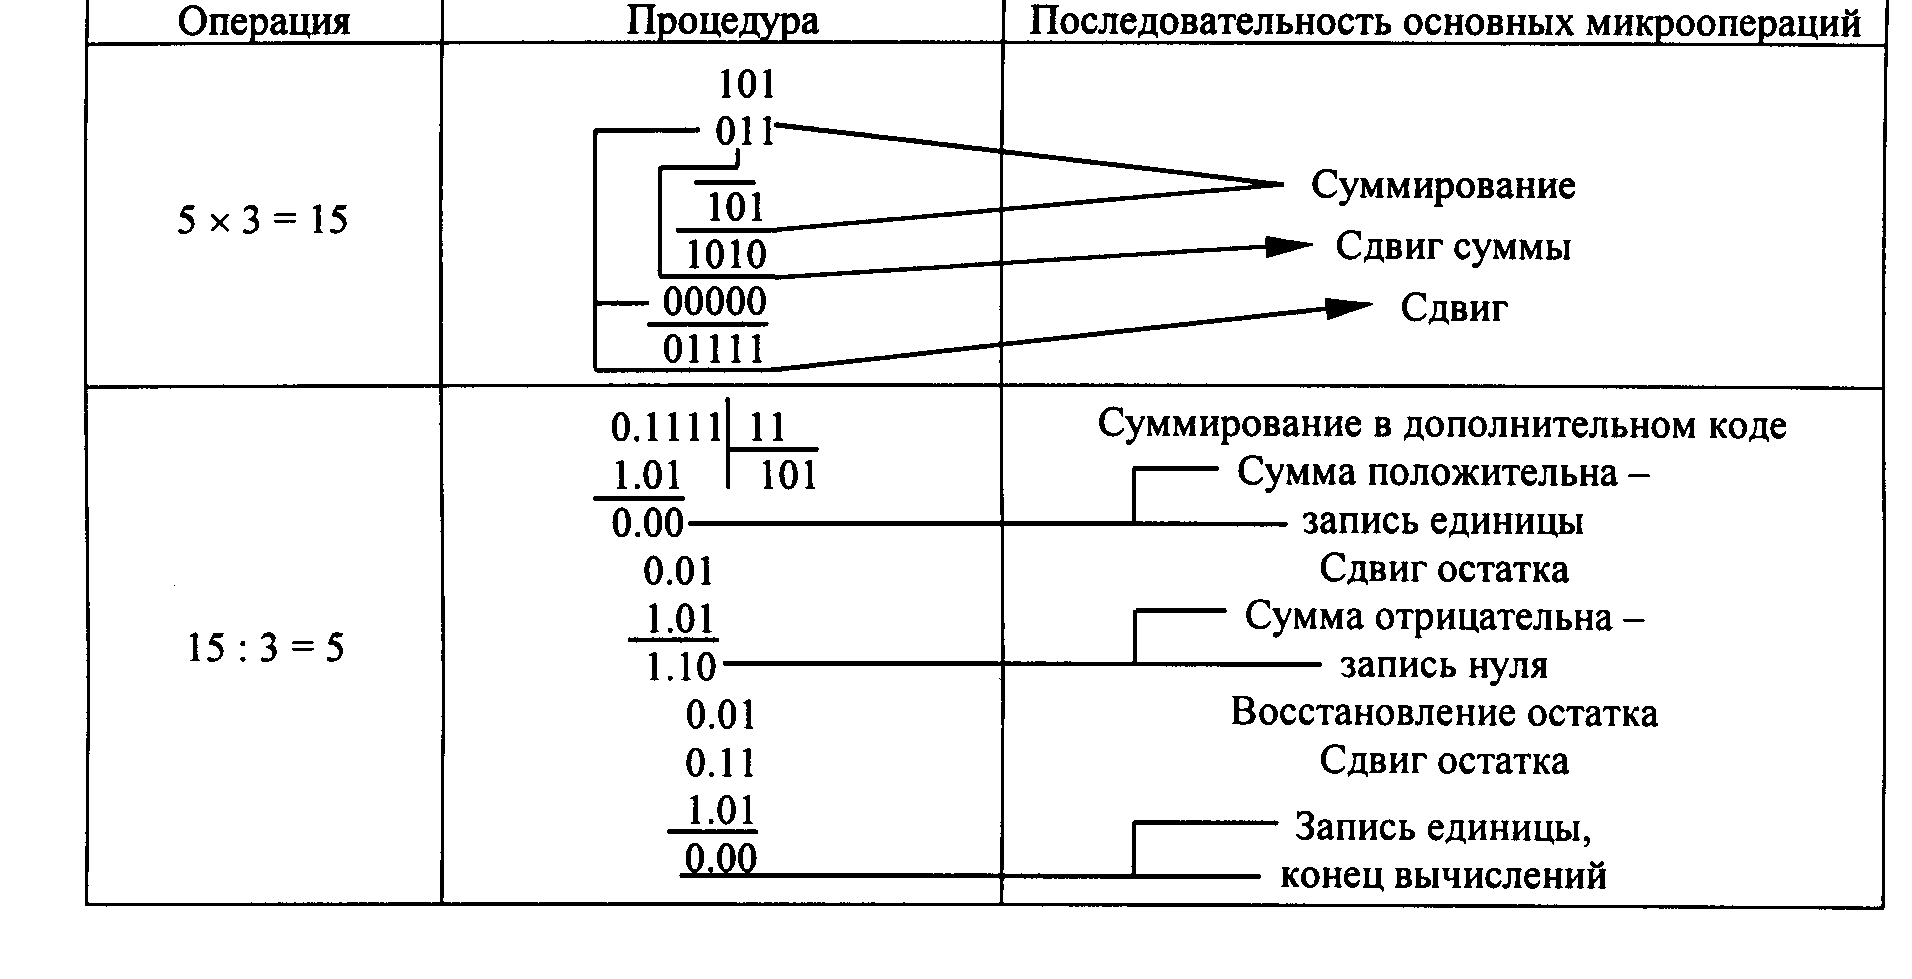 Операция Процедура Последовательность основных микроопераций
5 × 3 = 15
101
011
101
1010
00000
01111
Суммирование
Сдвиг суммы
Сдвиг
15 : 3 = 5
0.1111 11
1.01 101
0.00
0.01
1.01
1.10
0.01
0.11
1.01
0.00
Суммирование в дополнительном коде
Сумма положительна –
запись единицы
Сдвиг остатка
Сумма отрицательна –
запись нуля
Восстановление остатка
Сдвиг остатка
Запись единицы,
конец вычислений